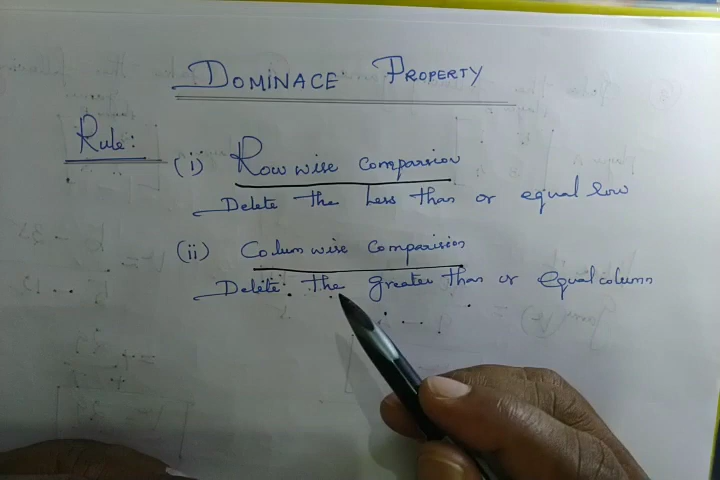 DOMINACE PROPERTY
Rule:
(i) Row wise comparsion
Delete the Less than or equal row
(ii) Column wise comparision
Delete the greater than or equal column